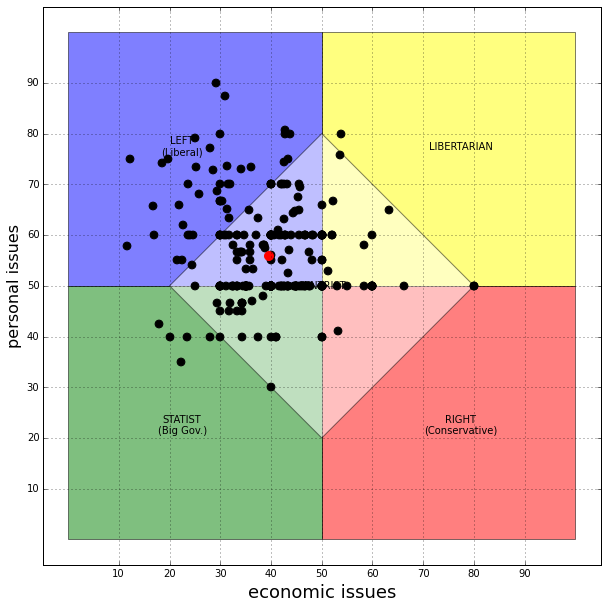 90
80
70
60
50
40
30
20
10
personal issues
LEFT
(Liberal)
LIBERTARIAN
STATIST
(Big Gov.)
RIGHT
(Conservative)
10 20 30 40 50 60 70 80 90
economic issues